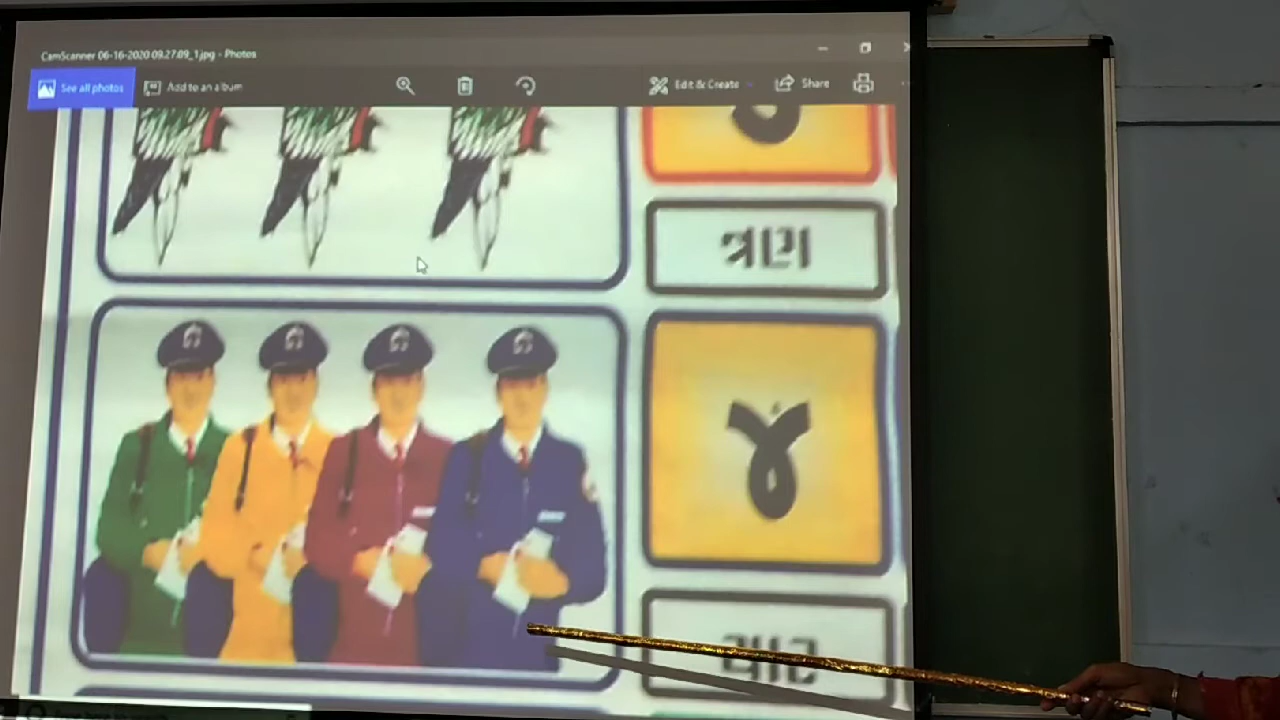 CamScanner 06-16-2020 09.27.09_1.jpg - Photos
See all photos
Add to an album
Edit & Create
Share
ત્રણ
૪
ચાર